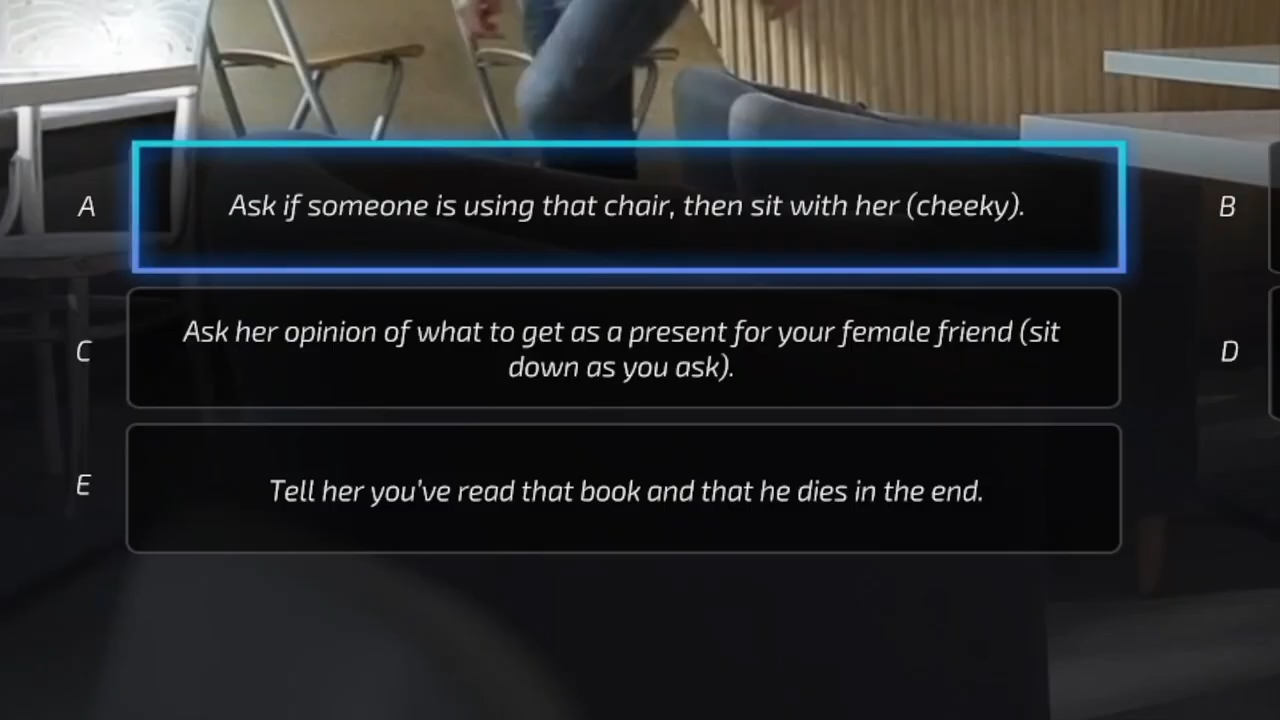 A
Ask if someone is using that chair, then sit with her (cheeky).
B
C
Ask her opinion of what to get as a present for your female friend (sit
down as you ask).
D
E
Tell her you've read that book and that he dies in the end.